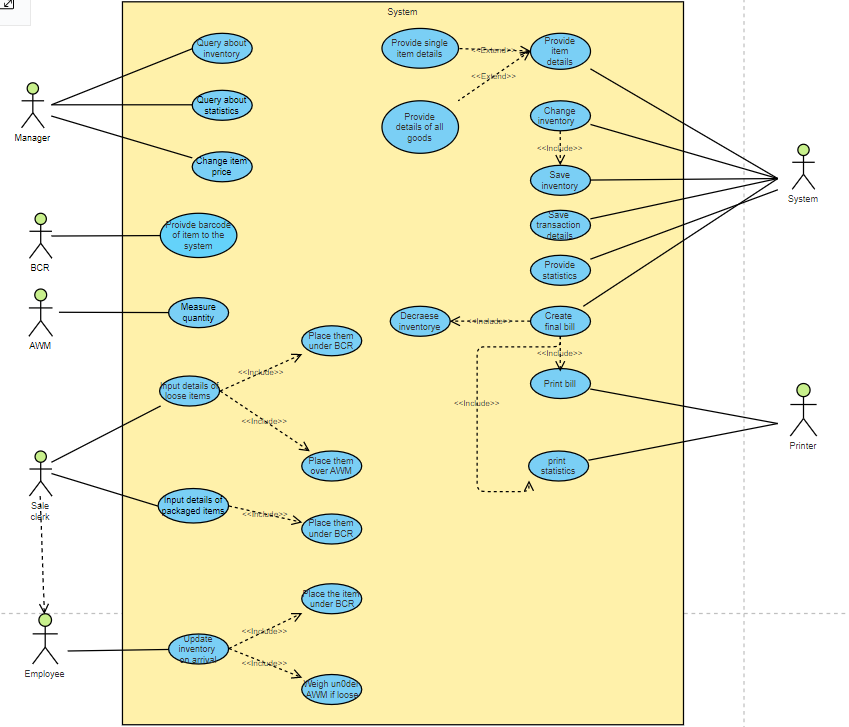 System
Query about
inventory
Provide single
item details
<<Extend>>
Provide
item
details
<<Extend>>
Query about
statistics
Provide
details of all
goods
Change
inventory
Manager
<<Include>>
Change item
price
Save
inventory
System
Proivde barcode
of item to the
system
Save
transaction
details
BCR
Provide
statistics
Measure
quantity
Decraese
inventorye
<<Include>>
Create
final bill
AWM
Place them
under BCR
<<Include>>
<<Include>>
Input details of
loose items
Print bill
<<Include>>
<<Include>>
Printer
Place them
over AWM
print
statistics
Sale
clerk
Input details of
packaged items
<<Include>>
Place them
under BCR
Place the item
under BCR
<<Include>>
Update
inventory
on arrival
<<Include>>
Employee
Weigh un0der
AWM if loose